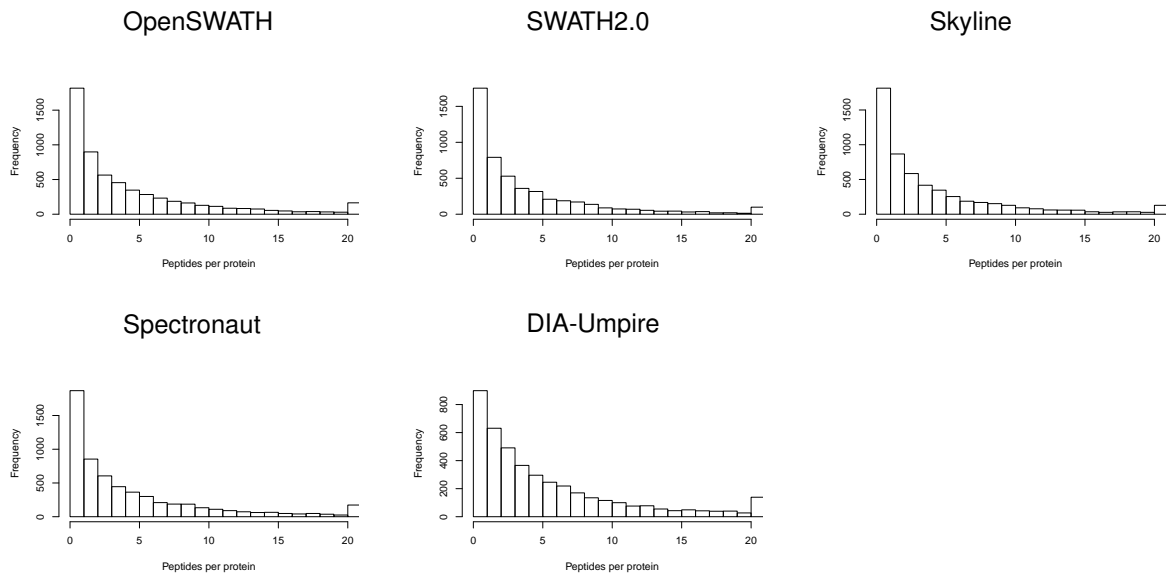 OpenSWATH
Frequency
0 500 1000 1500
0 5 10 15 20
Peptides per protein
SWATH2.0
Frequency
0 500 1000 1500
0 5 10 15 20
Peptides per protein
Skyline
Frequency
0 500 1000 1500
0 5 10 15 20
Peptides per protein
Spectronaut
Frequency
0 500 1000 1500
0 5 10 15 20
Peptides per protein
DIA-Umpire
Frequency
0 200 400 600 800
0 5 10 15 20
Peptides per protein